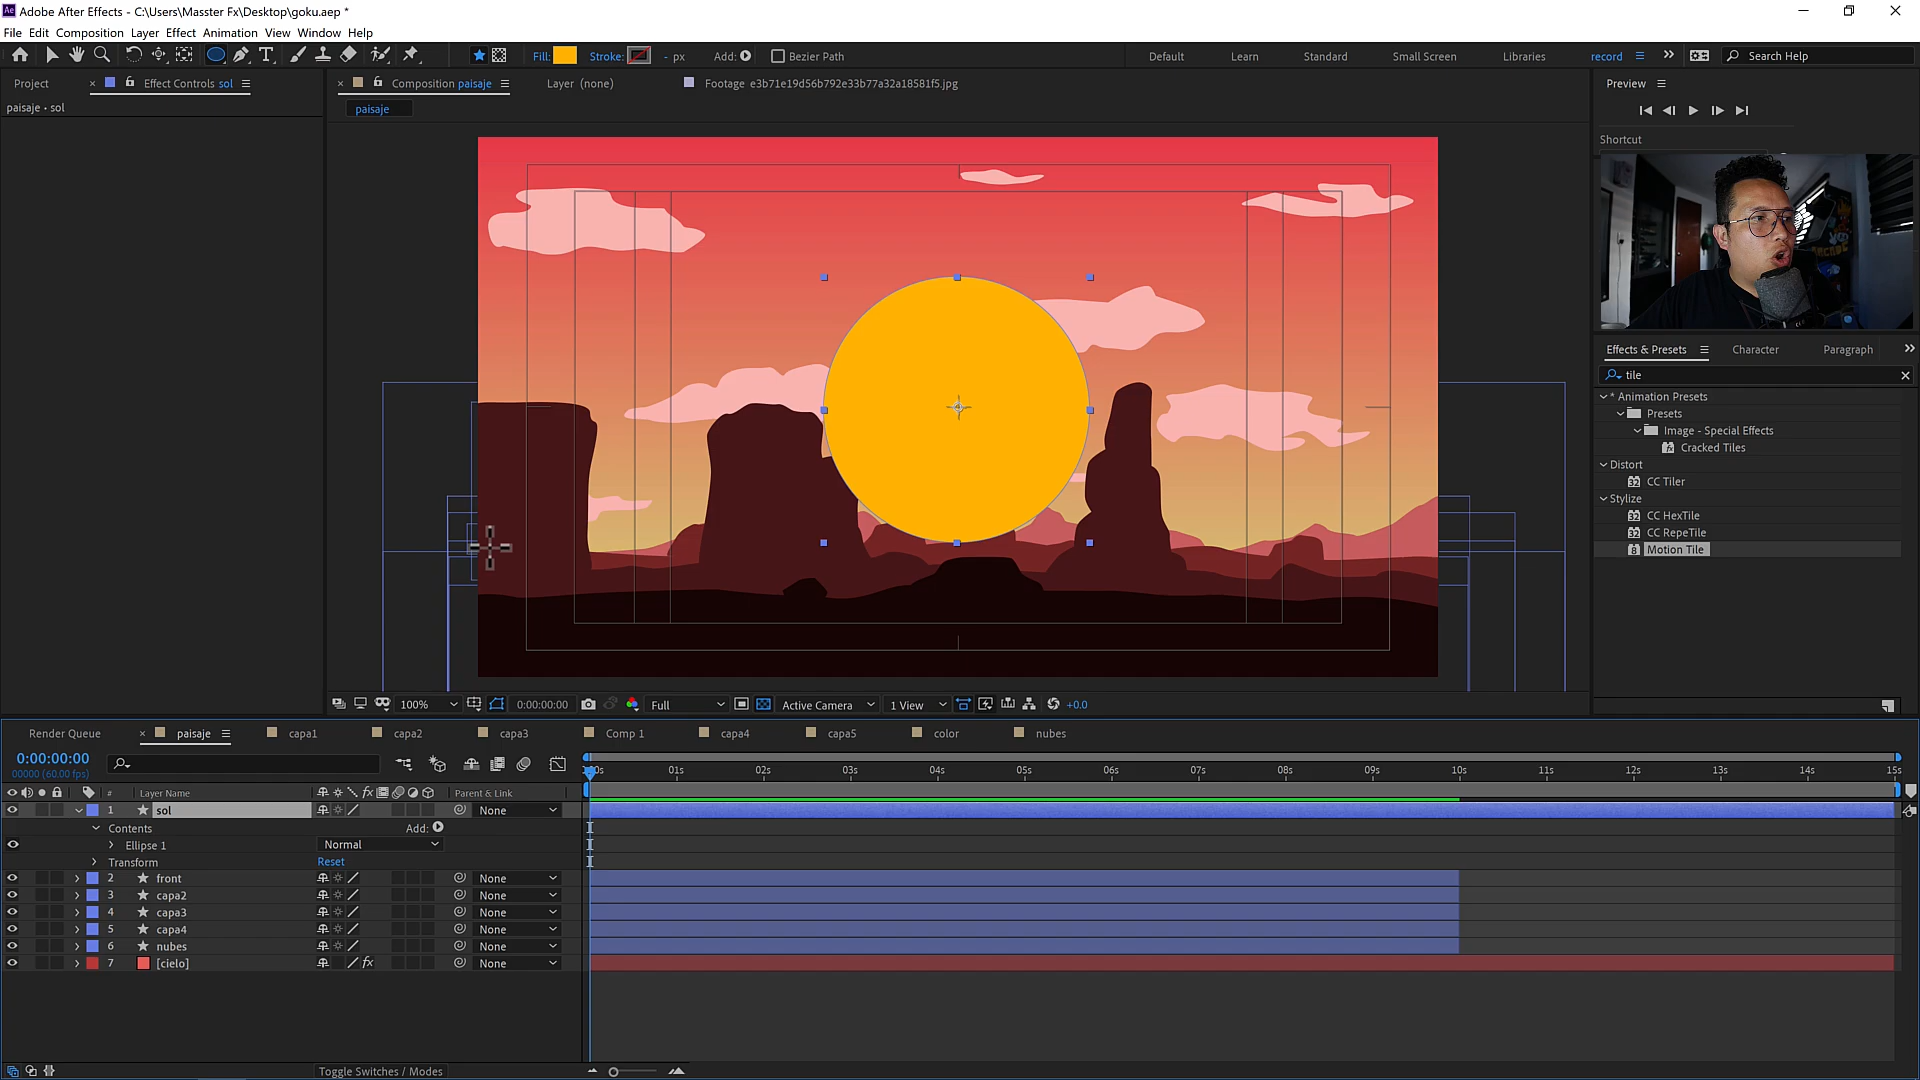 Adobe After Effects - C:\Users\Masster Fx\Desktop\goku.aep *
File Edit Composition Layer Effect Animation View Window Help
Fill: Stroke: - px Add: Bezier Path
Default Learn Standard Small Screen Libraries record Search Help
Project Effect Controls sol
Composition paisaje Layer (none) Footage e3b71e19d56b792e33b77a32a18581f5.jpg
Preview
paisaje • sol
paisaje
Shortcut
Effects & Presets Character Paragraph
tile
* Animation Presets
Presets
Image - Special Effects
Cracked Tiles
Distort
CC Tiler
Stylize
CC HexTile
CC RepeTile
Motion Tile
100% 0:00:00:00 Full Active Camera 1 View +0.0
Render Queue paisaje capa1 capa2 capa3 Comp 1 capa4 capa5 color nubes
0:00:00:00
00000 (60.00 fps)
01s 02s 03s 04s 05s 06s 07s 08s 09s 10s 11s 12s 13s 14s 15s
# Layer Name fx Parent & Link
1 sol None
Contents Add:
Ellipse 1 Normal
Transform Reset
2 front None
3 capa2 None
4 capa3 None
5 capa4 None
6 nubes None
7 [cielo] fx None
Toggle Switches / Modes